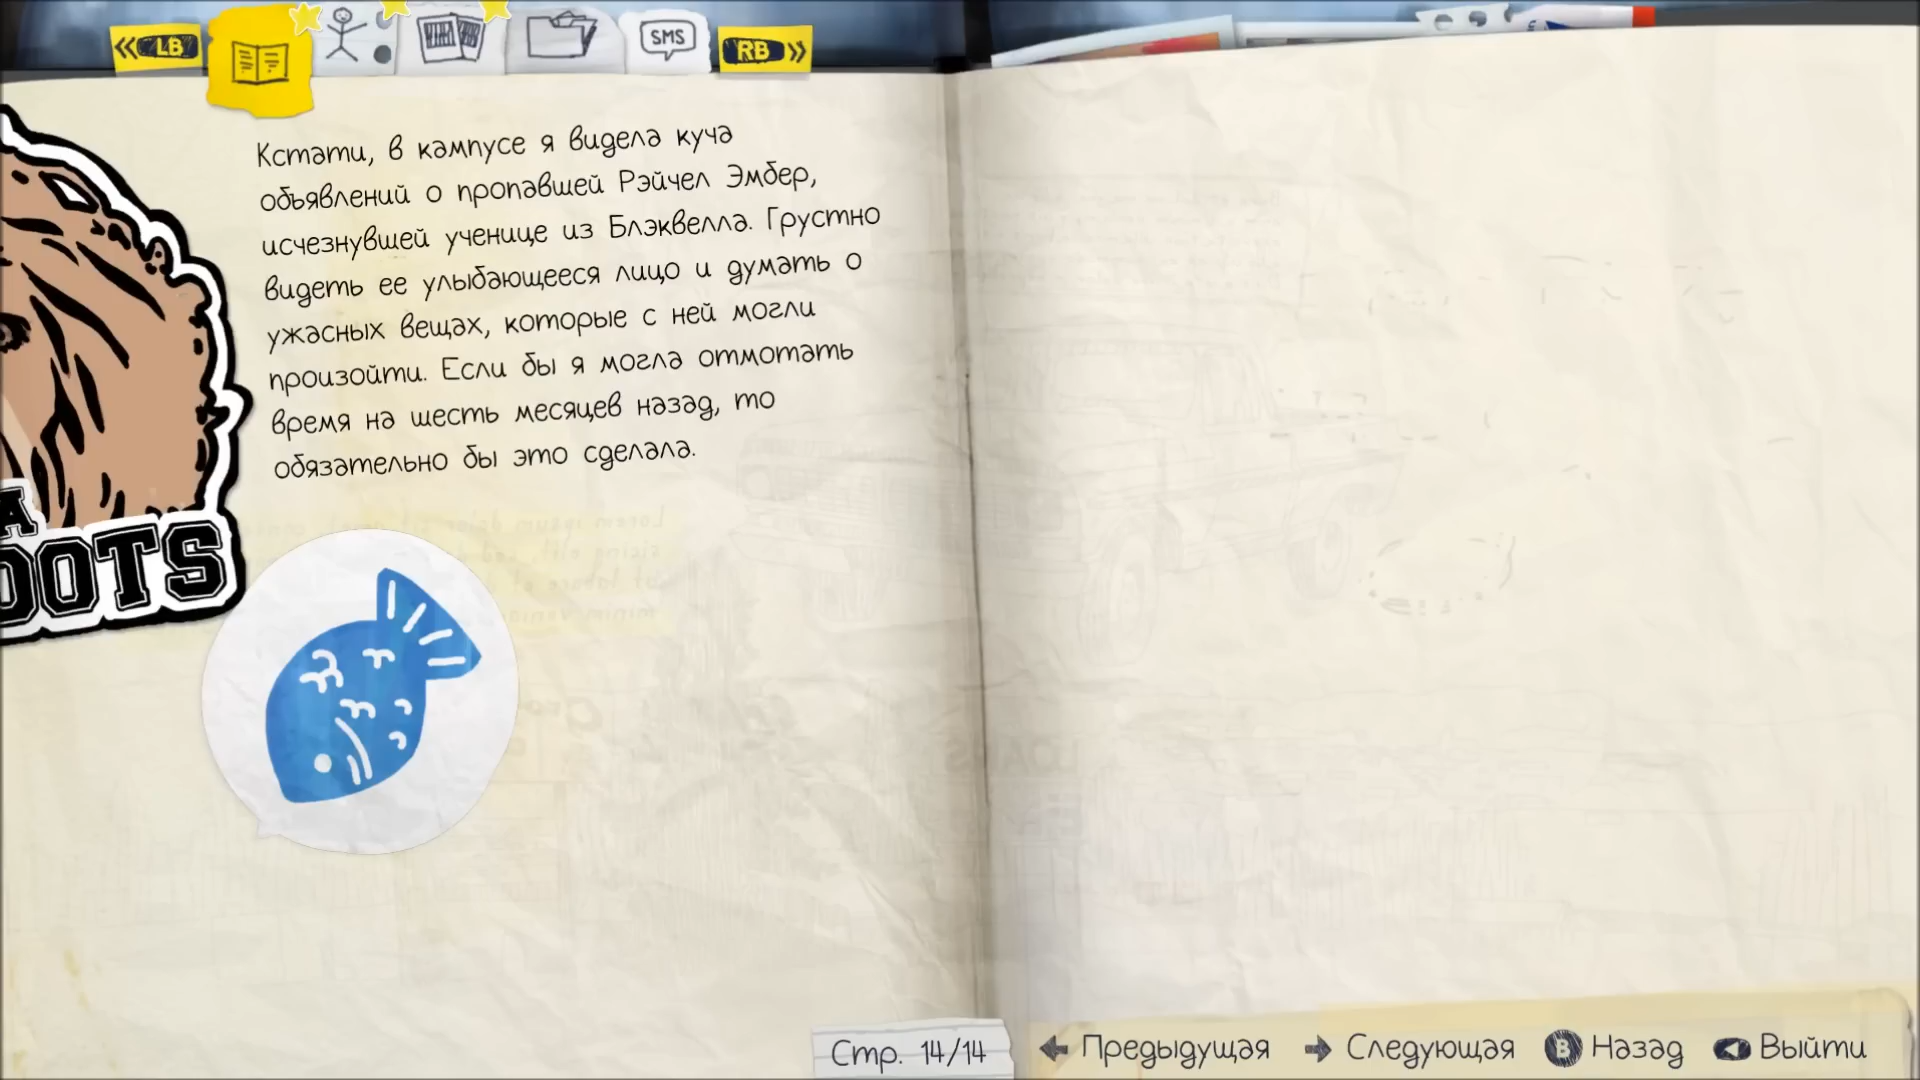 LB
SMS
RB
Кстати, в кампусе я видела куча
объявлений о пропавшей Рэйчел Эмбер,
исчезнувшей ученице из Блэквелла. Грустно
видеть ее улыбающееся лицо и думать о
ужасных вещах, которые с ней могли
произойти. Если бы я могла отмотать
время на шесть месяцев назад, то
обязательно бы это сделала.
Стр. 14/14
Предыдущая
Следующая
B Назад
Выйти